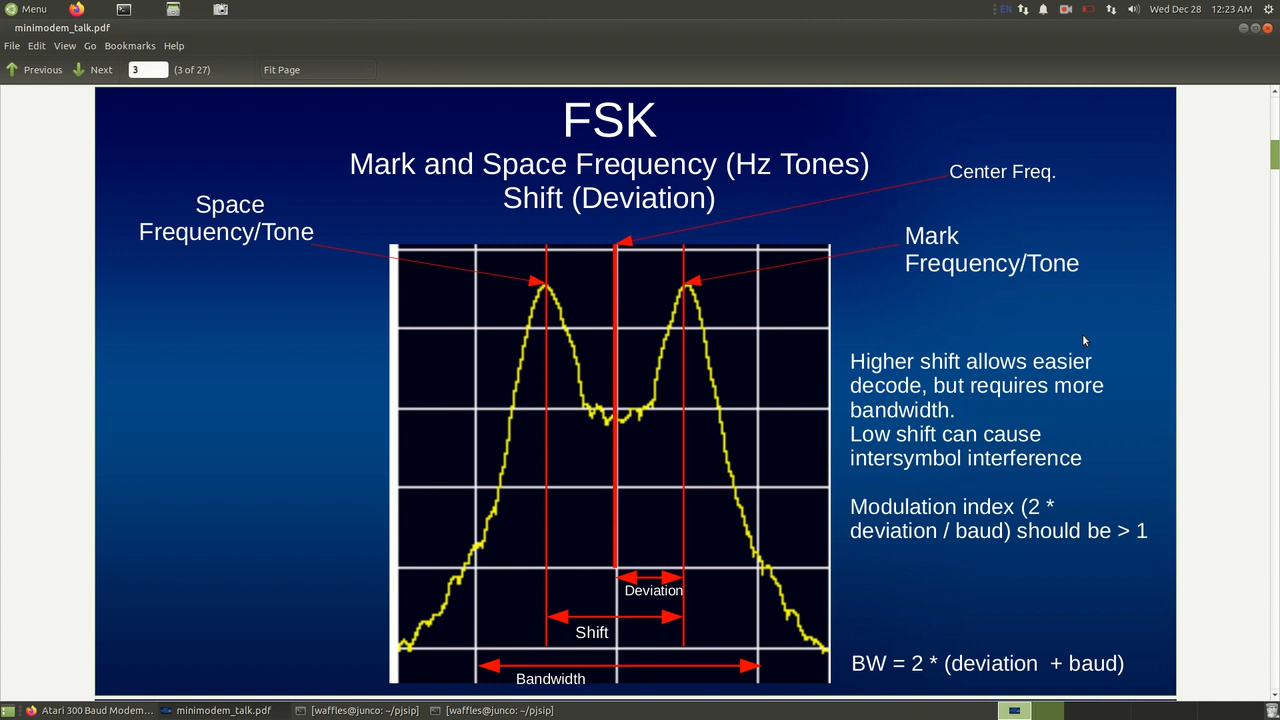 Menu
EN
Wed Dec 28
12:23 AM
minimodem_talk.pdf
File Edit View Go Bookmarks Help
Previous
Next
3
(3 of 27)
Fit Page
FSK
Mark and Space Frequency (Hz Tones)
Shift (Deviation)
Center Freq.
Space
Frequency/Tone
Mark
Frequency/Tone
Higher shift allows easier
decode, but requires more
bandwidth.
Low shift can cause
intersymbol interference
Modulation index (2 *
deviation / baud) should be > 1
Deviation
Shift
Bandwidth
BW = 2 * (deviation + baud)
Atari 300 Baud Modem...
minimodem_talk.pdf
[waffles@junco: ~/pjsip]
[waffles@junco: ~/pjsip]